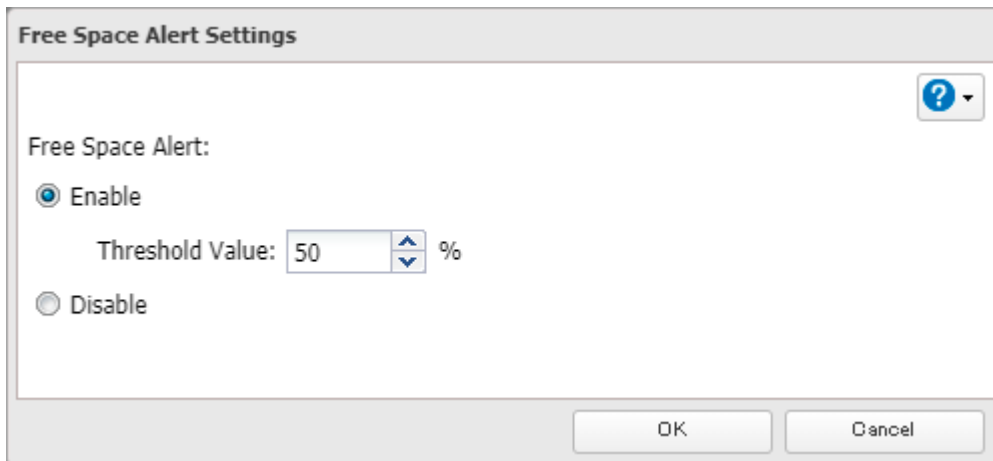 Free Space Alert Settings
?
Free Space Alert:
Enable
Threshold Value: 50 %
Disable
OK Cancel